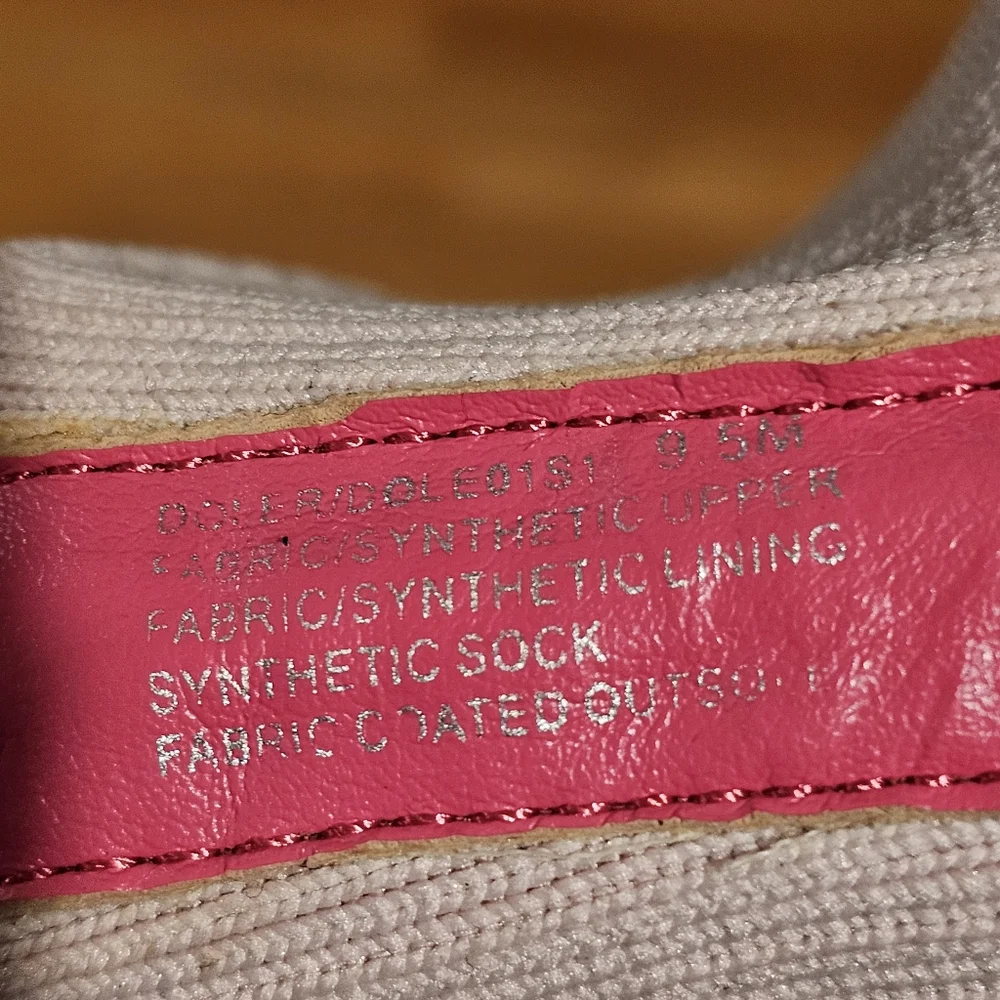 DOLER/DOLE01S1 9.5M
FABRIC/SYNTHETIC UPPER
FABRIC/SYNTHETIC LINING
SYNTHETIC SOCK
FABRIC COATED OUTSOLE